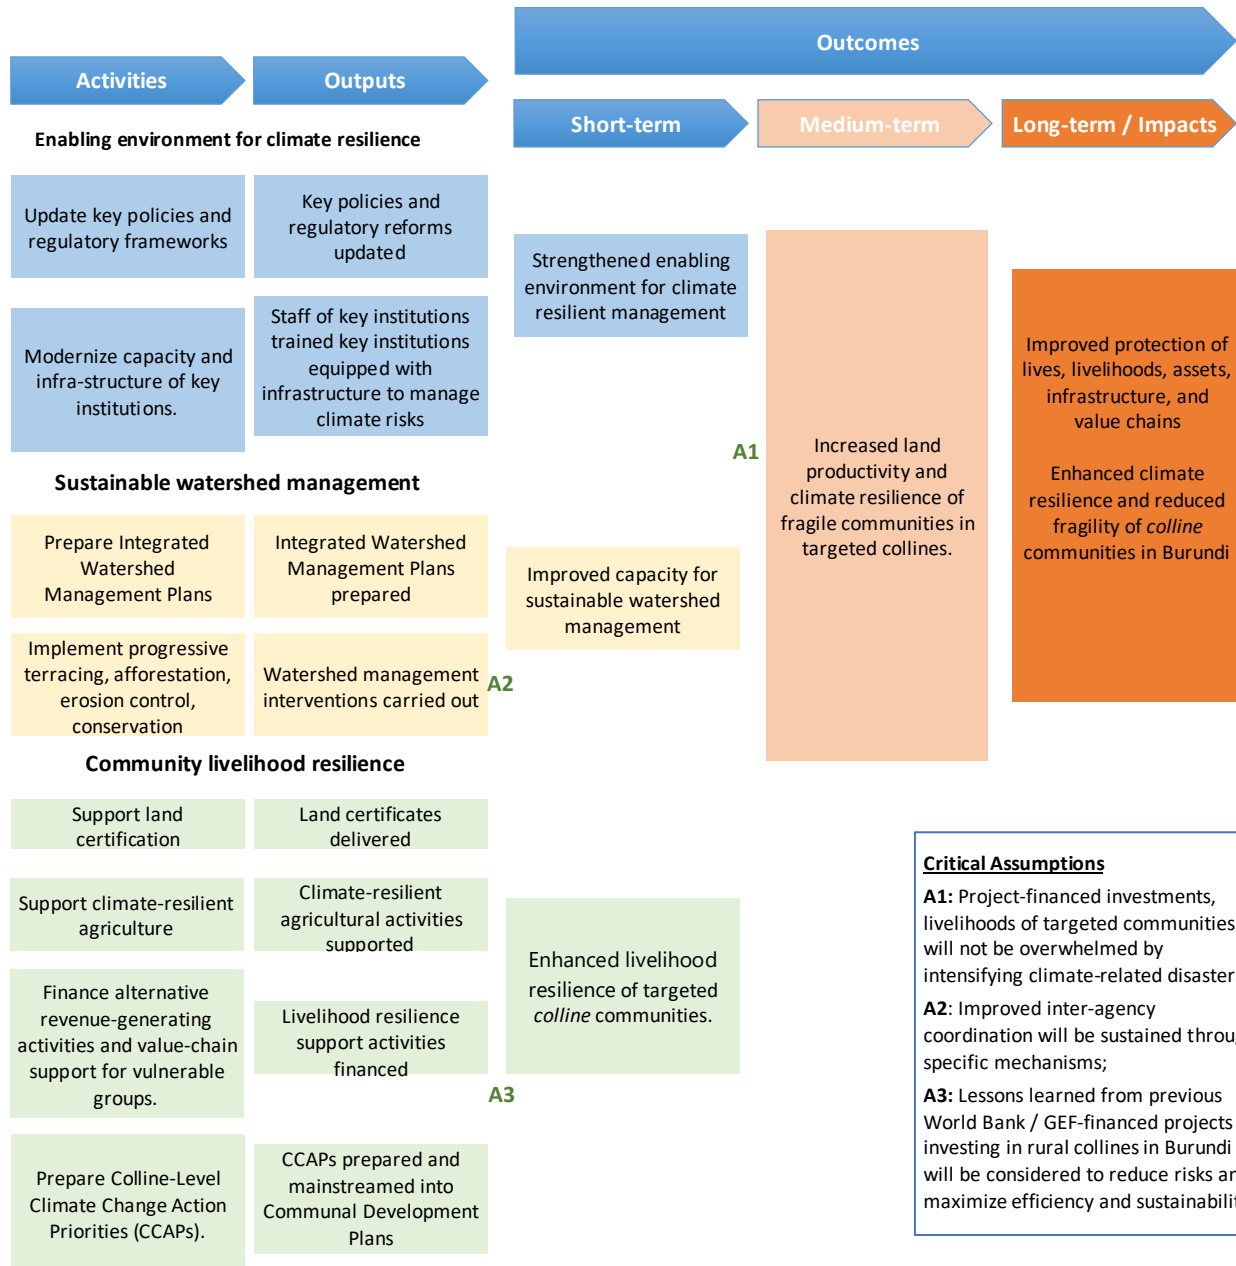 Outcomes
Activities
Outputs
Short-term
Medium-term
Long-term / Impacts
Enabling environment for climate resilience
Update key policies and
regulatory frameworks
Key policies and
regulatory reforms
updated
Modernize capacity and
infra-structure of key
institutions.
Staff of key institutions
trained key institutions
equipped with
infrastructure to manage
climate risks
Strengthened enabling
environment for climate
resilient management
A1
Increased land
productivity and
climate resilience of
fragile communities in
targeted collines.
Improved protection of
lives, livelihoods, assets,
infrastructure, and
value chains
Enhanced climate
resilience and reduced
fragility of colline
communities in Burundi
Sustainable watershed management
Prepare Integrated
Watershed
Management Plans
Integrated Watershed
Management Plans
prepared
Implement progressive
terracing, afforestation,
erosion control,
conservation
Watershed management
interventions carried out
A2
Improved capacity for
sustainable watershed
management
Community livelihood resilience
Support land
certification
Land certificates
delivered
Support climate-resilient
agriculture
Climate-resilient
agricultural activities
supported
Finance alternative
revenue-generating
activities and value-chain
support for vulnerable
groups.
Livelihood resilience
support activities
financed
A3
Prepare Colline-Level
Climate Change Action
Priorities (CCAPs).
CCAPs prepared and
mainstreamed into
Communal Development
Plans
Enhanced livelihood
resilience of targeted
colline communities.
Critical Assumptions
A1: Project-financed investments,
livelihoods of targeted communities
will not be overwhelmed by
intensifying climate-related disaster
A2: Improved inter-agency
coordination will be sustained throu
specific mechanisms;
A3: Lessons learned from previous
World Bank / GEF-financed projects
investing in rural collines in Burundi
will be considered to reduce risks an
maximize efficiency and sustainabilit